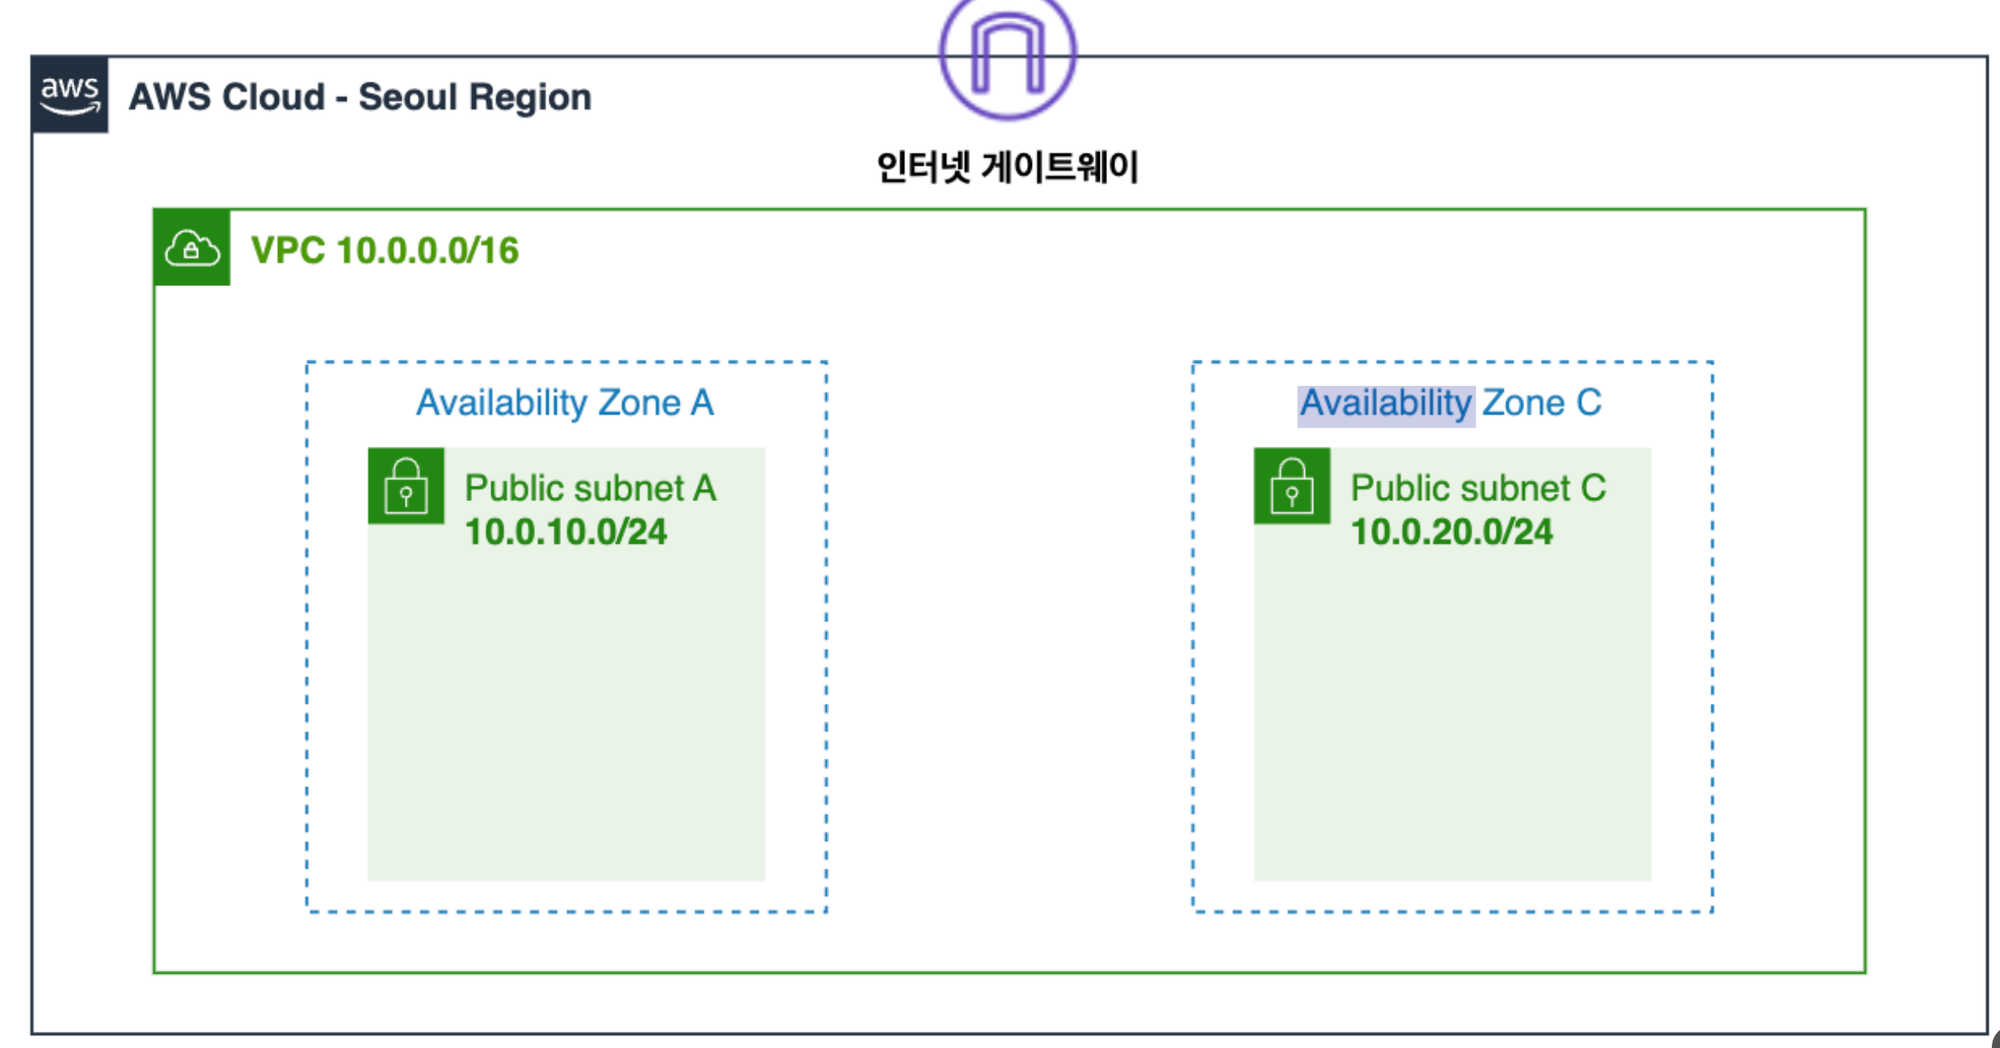 aws
AWS Cloud - Seoul Region
인터넷 게이트웨이
VPC 10.0.0.0/16
Availability Zone A
Public subnet A
10.0.10.0/24
Availability Zone C
Public subnet C
10.0.20.0/24